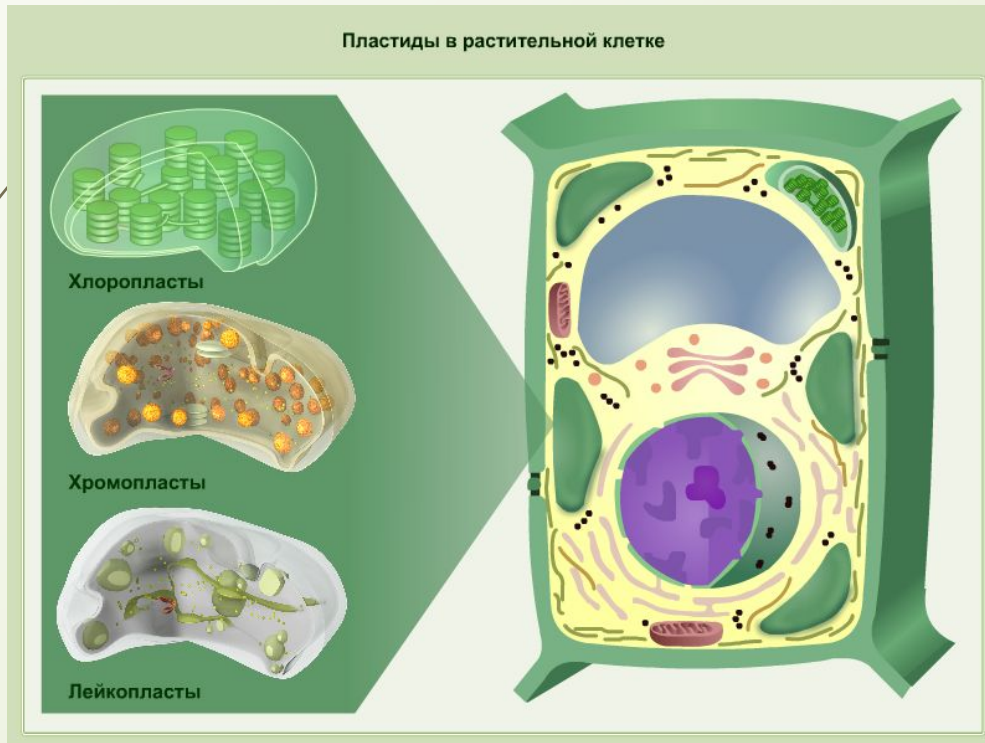 Пластиды в растительной клетке
Хлоропласты
Хромопласты
Лейкопласты